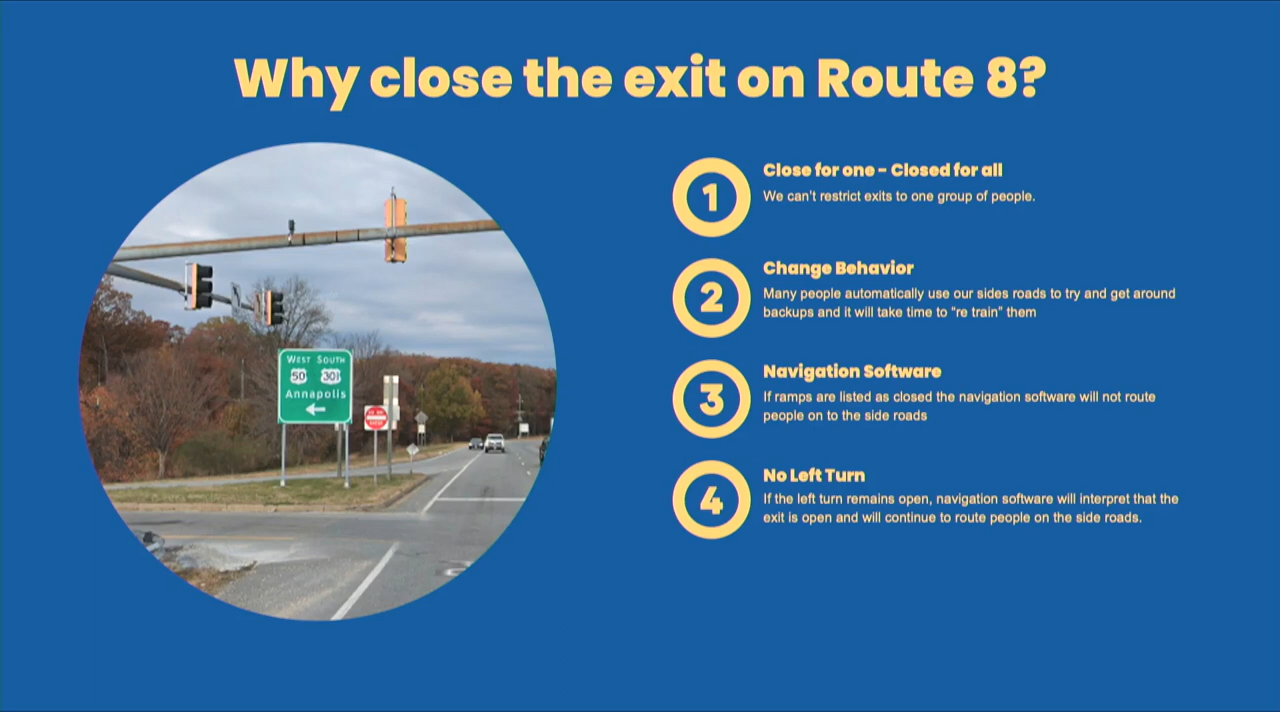 Why close the exit on Route 8?
WEST SOUTH
50 301
Annapolis
1
Close for one - Closed for all
We can't restrict exits to one group of people.
2
Change Behavior
Many people automatically use our sides roads to try and get around
backups and it will take time to "re train" them
3
Navigation Software
If ramps are listed as closed the navigation software will not route
people on to the side roads
4
No Left Turn
If the left turn remains open, navigation software will interpret that the
exit is open and will continue to route people on the side roads.